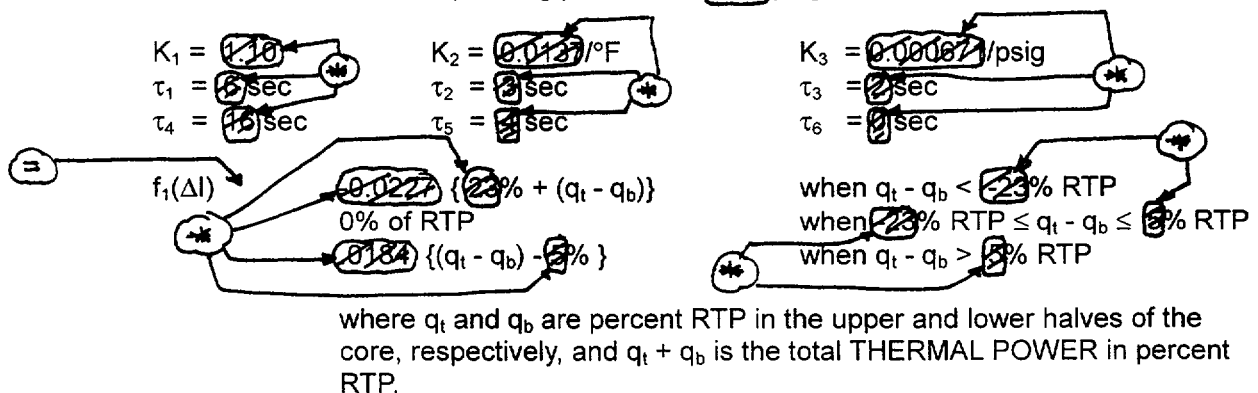 K₁ = 1.10 * K₂ = 0.0137/°F * K₃ = 0.000671/psig *
τ₁ = 6 sec τ₂ = 3 sec τ₃ = 2 sec
τ₄ = 16 sec τ₅ = 4 sec τ₆ = 0 sec
=
*
f₁(ΔI) -0.0227 {23% + (qₜ - q_b)} when qₜ - q_b < -23% RTP
* 0% of RTP when -23% RTP ≤ qₜ - q_b ≤ 5% RTP
.0184 {(qₜ - q_b) - 5% } * when qₜ - q_b > 5% RTP
where qₜ and q_b are percent RTP in the upper and lower halves of the
core, respectively, and qₜ + q_b is the total THERMAL POWER in percent
RTP.